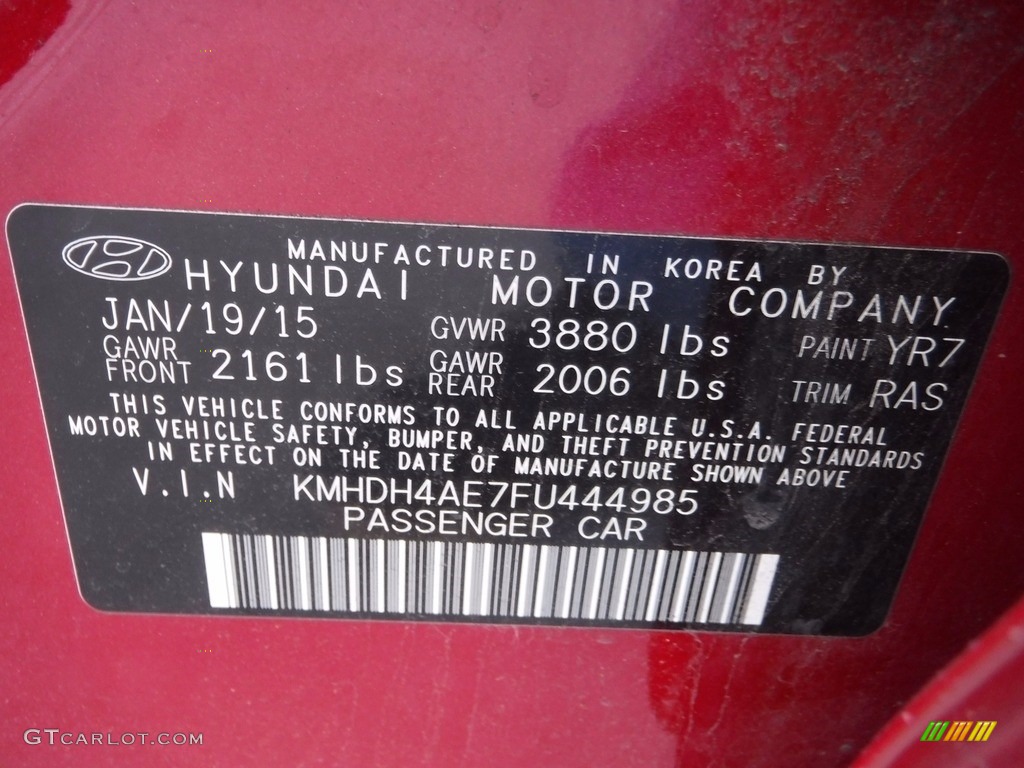 MANUFACTURED IN KOREA BY
HYUNDAI MOTOR COMPANY
JAN/19/15 GVWR 3880 lbs PAINT YR7
GAWR FRONT 2161 lbs GAWR REAR 2006 lbs TRIM RAS
THIS VEHICLE CONFORMS TO ALL APPLICABLE U.S.A. FEDERAL
MOTOR VEHICLE SAFETY, BUMPER, AND THEFT PREVENTION STANDARDS
IN EFFECT ON THE DATE OF MANUFACTURE SHOWN ABOVE
V.I.N KMHDH4AE7FU444985
PASSENGER CAR
GTCARLOT.COM